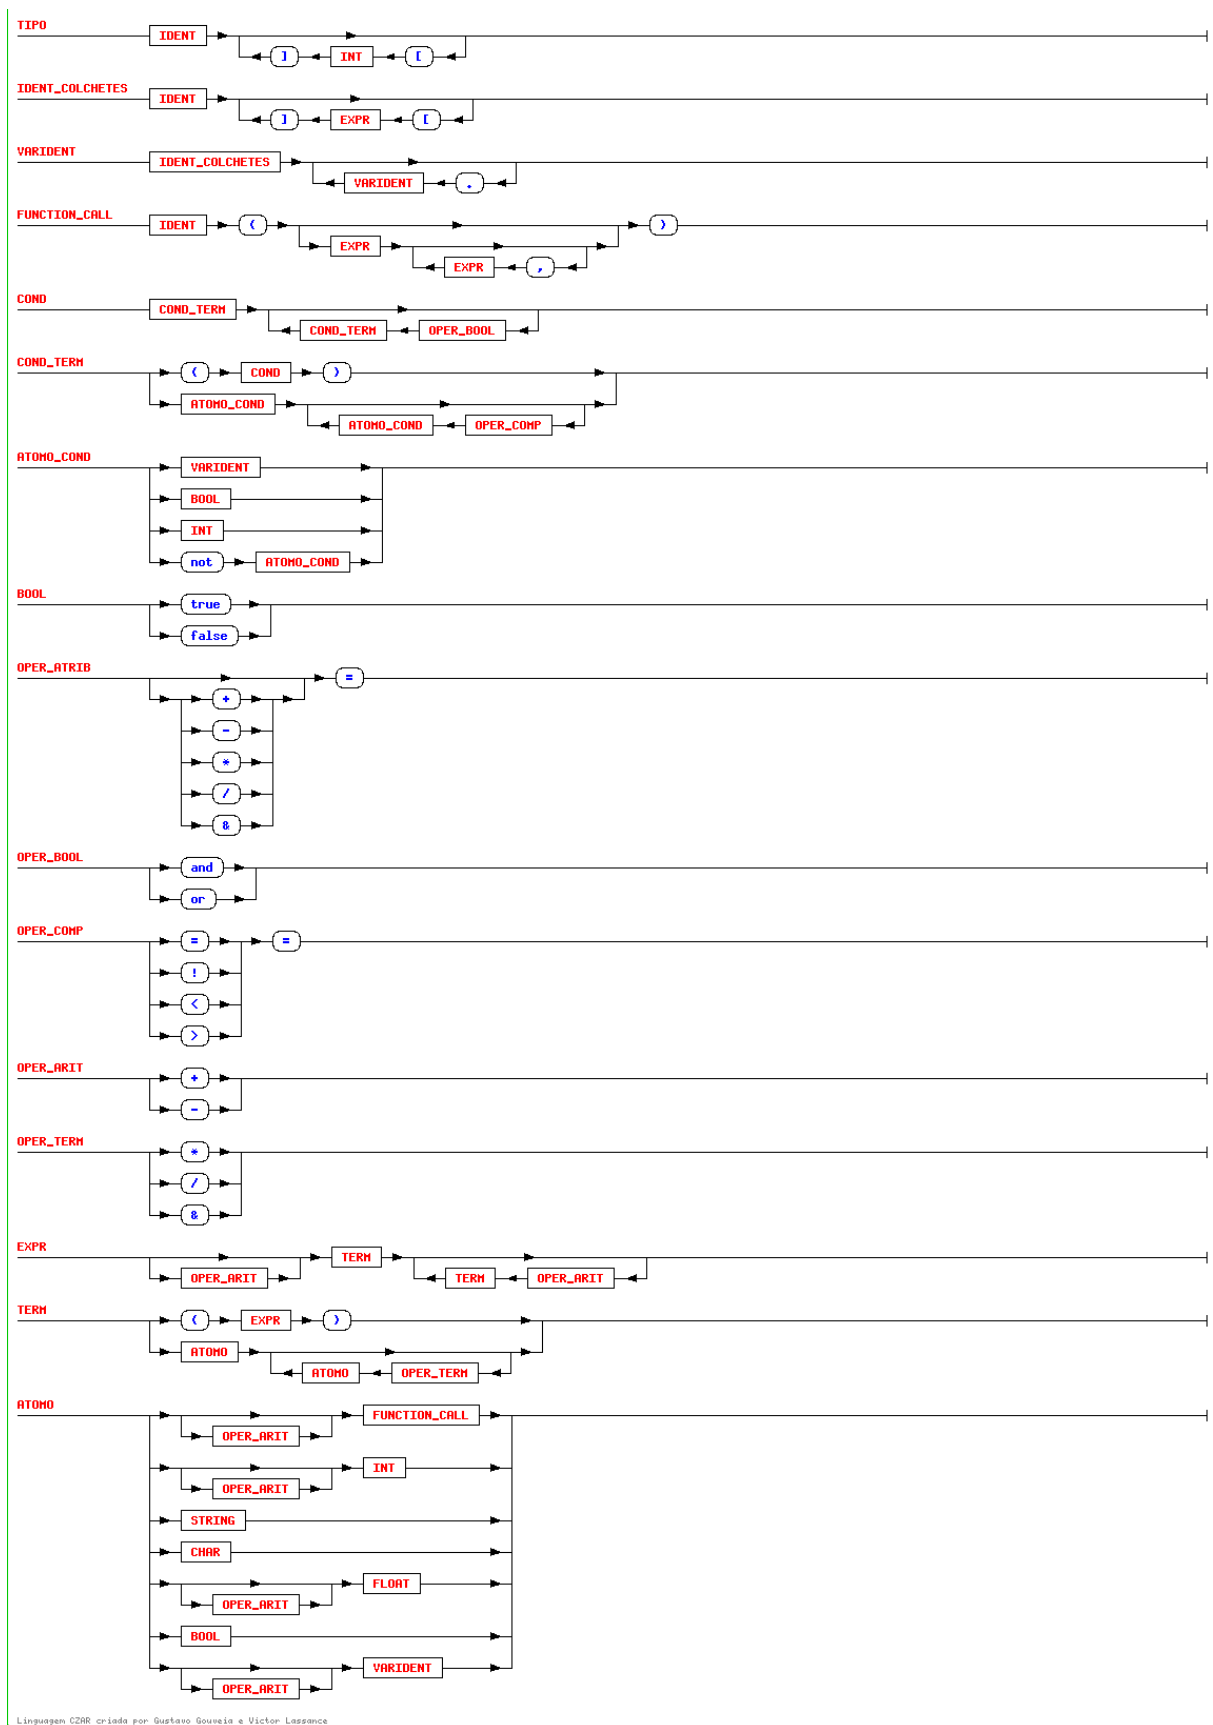 TIPO
IDENT
] INT [
IDENT_COLCHETES
IDENT
] EXPR [
VARIDENT
IDENT_COLCHETES
VARIDENT .
FUNCTION_CALL
IDENT ( )
EXPR
EXPR ,
COND
COND_TERM
COND_TERM OPER_BOOL
COND_TERM
( COND )
ATOMO_COND
ATOMO_COND OPER_COMP
ATOMO_COND
VARIDENT
BOOL
INT
not ATOMO_COND
BOOL
true
false
OPER_ATRIB
=
+
-
*
/
&
OPER_BOOL
and
or
OPER_COMP
= =
!
<
>
OPER_ARIT
+
-
OPER_TERM
*
/
&
EXPR
TERM
OPER_ARIT TERM OPER_ARIT
TERM
( EXPR )
ATOMO
ATOMO OPER_TERM
ATOMO
FUNCTION_CALL
OPER_ARIT
INT
OPER_ARIT
STRING
CHAR
FLOAT
OPER_ARIT
BOOL
VARIDENT
OPER_ARIT
Linguagem CZAR criada por Gustavo Gouveia e Victor Lassance